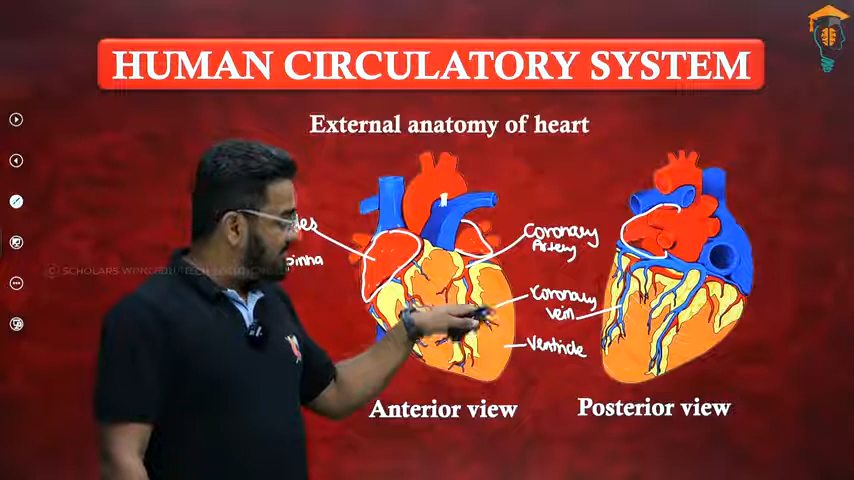 HUMAN CIRCULATORY SYSTEM
External anatomy of heart
Coronary
Artery
Coronary
vein
Ventricle
Anterior view
Posterior view